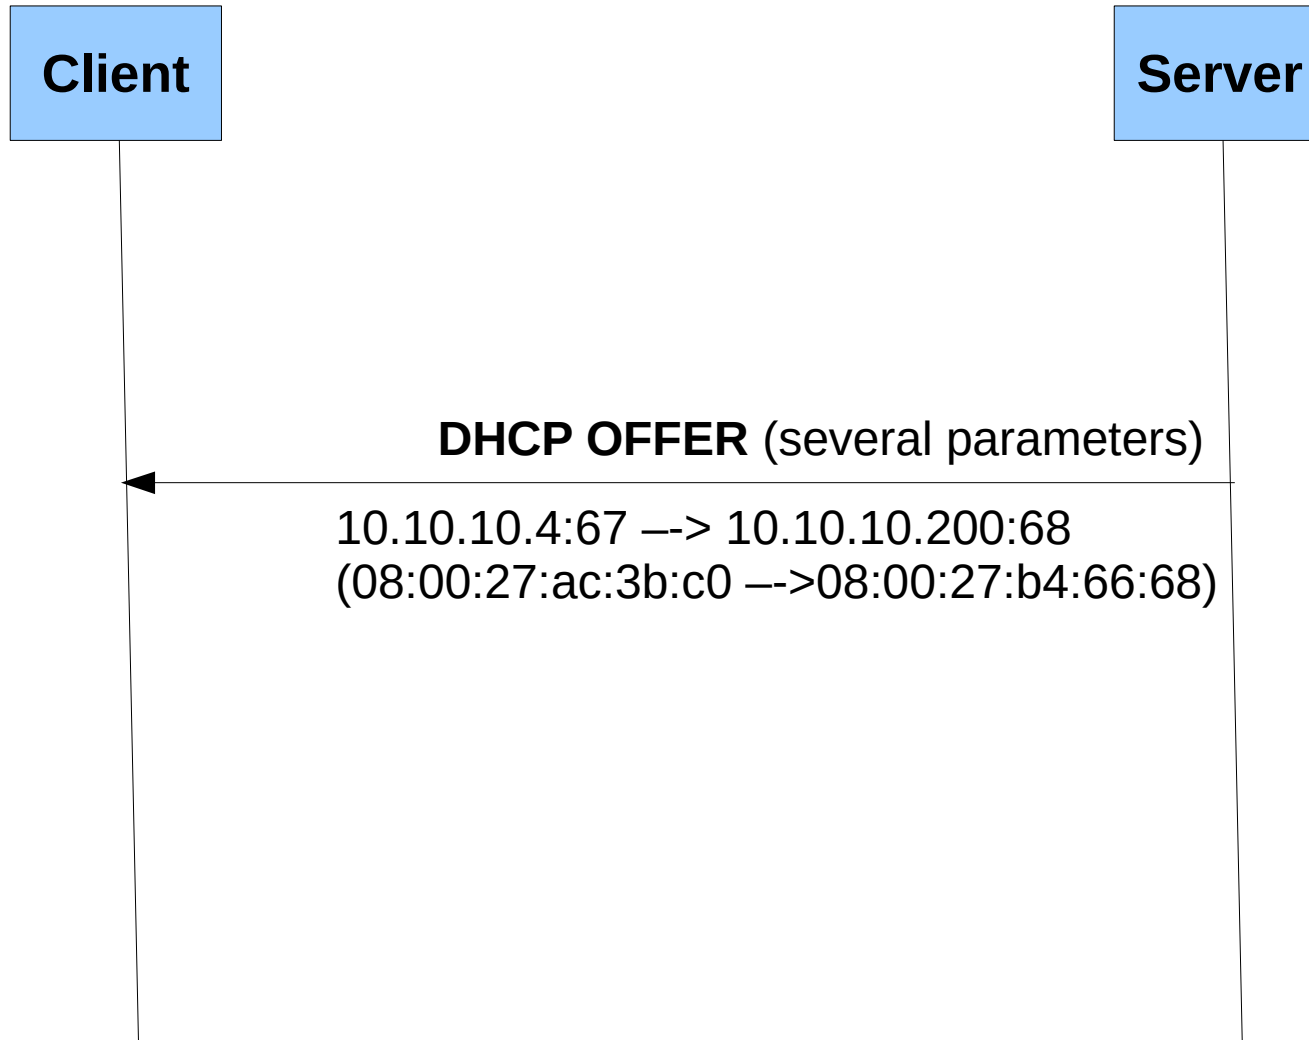 Client
Server
DHCP OFFER (several parameters)
10.10.10.4:67 –-> 10.10.10.200:68
(08:00:27:ac:3b:c0 –->08:00:27:b4:66:68)